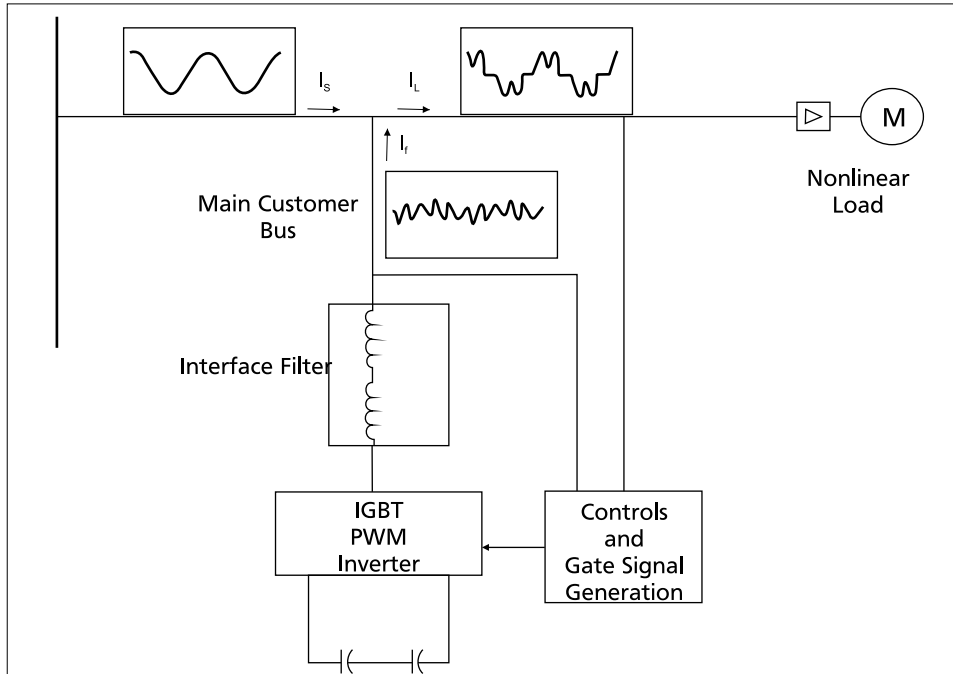 I_S
I_L
I_f
M
Nonlinear
Load
Main Customer
Bus
Interface Filter
IGBT
PWM
Inverter
Controls
and
Gate Signal
Generation